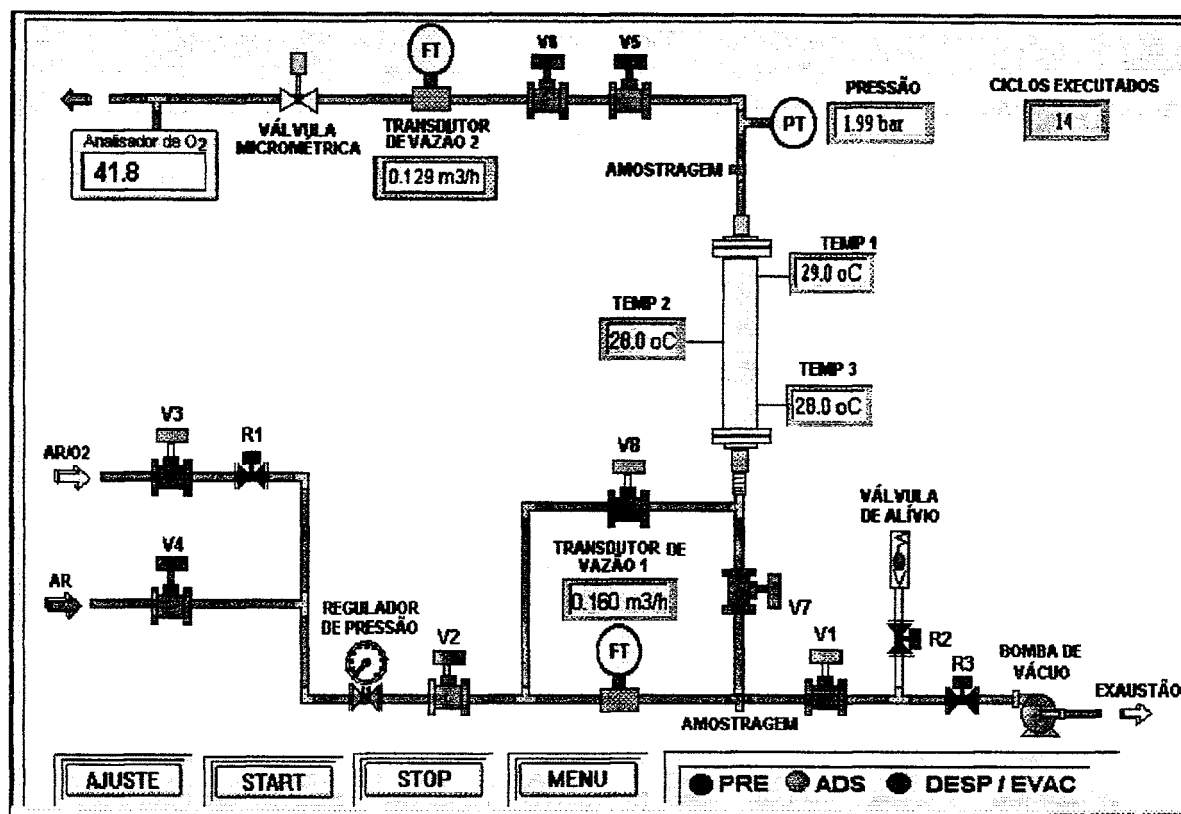 FT
V6
V5
PRESSÃO
1.99 bar
CICLOS EXECUTADOS
14
PT
Analisador de O2
41.8
VÁLVULA
MICROMÉTRICA
TRANSDUTOR
DE VAZÃO 2
0.129 m3/h
AMOSTRAGEM
TEMP 1
29.0 oC
TEMP 2
28.0 oC
TEMP 3
28.0 oC
V3
R1
AR/O2
V8
VÁLVULA
DE ALÍVIO
V4
AR
TRANSDUTOR DE
VAZÃO 1
0.160 m3/h
V7
REGULADOR
DE PRESSÃO
V2
FT
V1
R2
R3
BOMBA DE
VÁCUO
EXAUSTÃO
AMOSTRAGEM
AJUSTE
START
STOP
MENU
PRE ADS DESP / EVAC